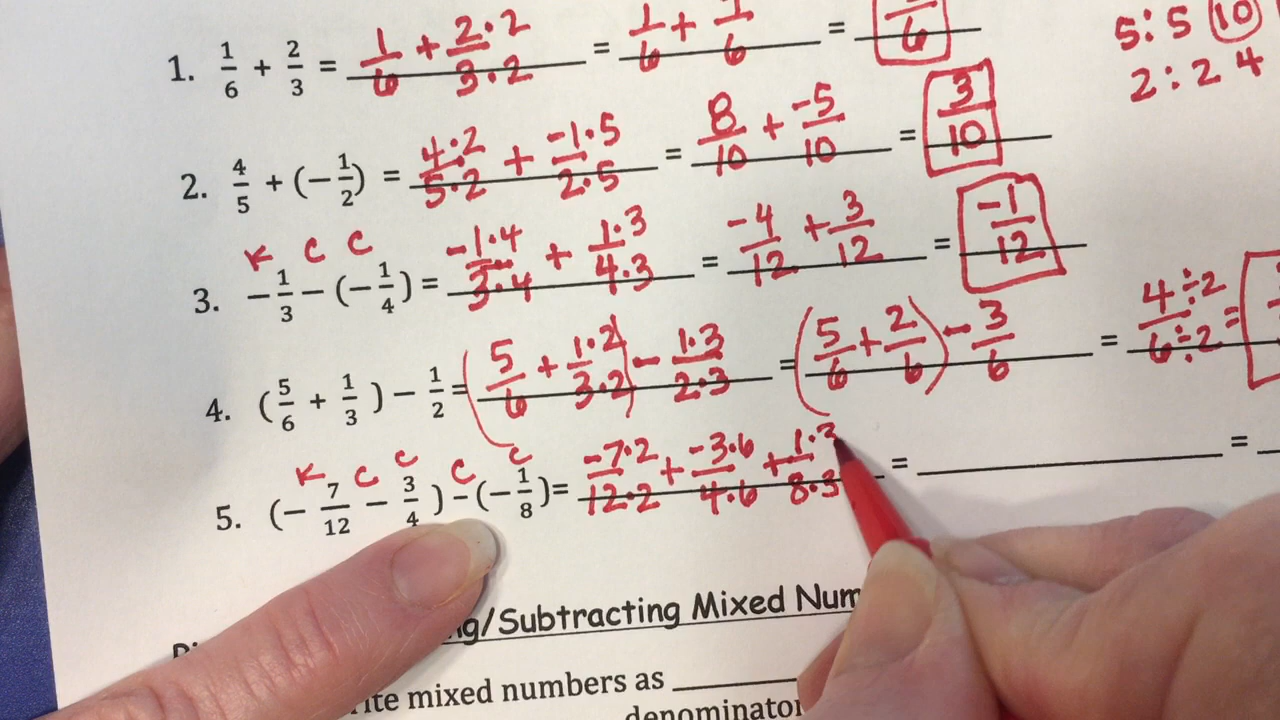 1. 1/6 + 2/3 = 1/6 + 2·2/3·2 = 1/6 + /6 = /6
5: 5 10
2: 2 4
2. 4/5 + (-1/2) = 4·2/5·2 + -1·5/2·5 = 8/10 + -5/10 = 3/10
K C C
3. -1/3 - (-1/4) = -1·4/3·4 + 1·3/4·3 = -4/12 + 3/12 = -1/12
4. (5/6 + 1/3) - 1/2 = (5/6 + 1·2/3·2) - 1·3/2·3 = (5/6 + 2/6) - 3/6 = 4÷2/6÷2 =
K C C C C
5. (-7/12 - 3/4) - (-1/8) = -7·2/12·2 + -3·6/4·6 + 1·3/8·3 = =
/Subtracting Mixed Num
mixed numbers as
denominator